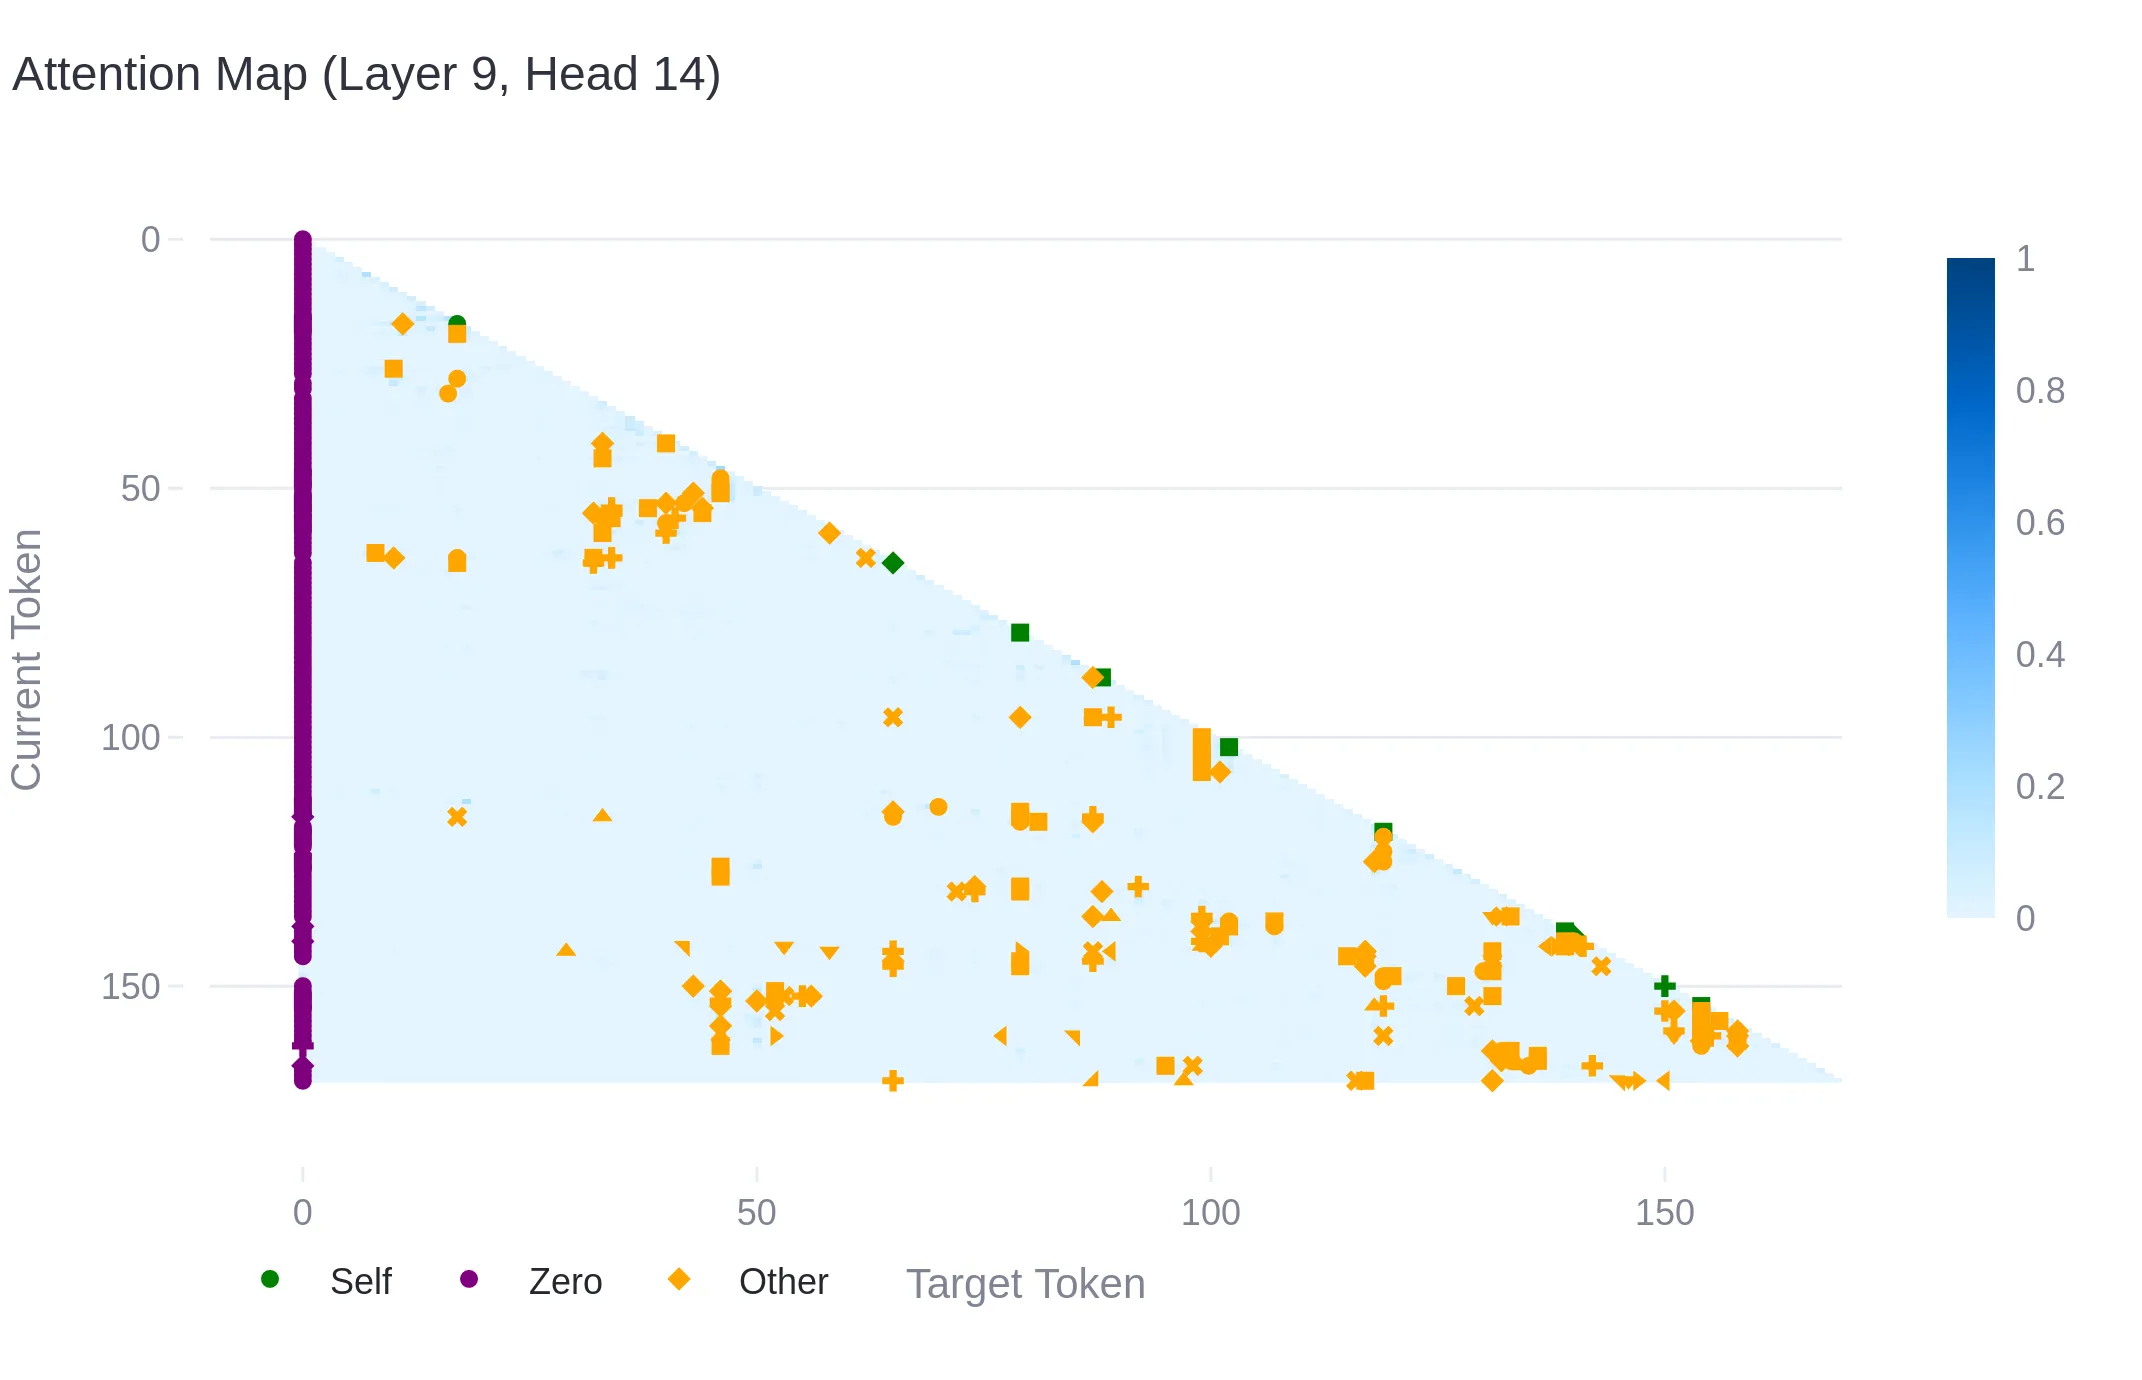 Attention Map (Layer 9, Head 14)
0
50
100
150
Current Token
1
0.8
0.6
0.4
0.2
0
0 50 100 150
Self Zero Other Target Token